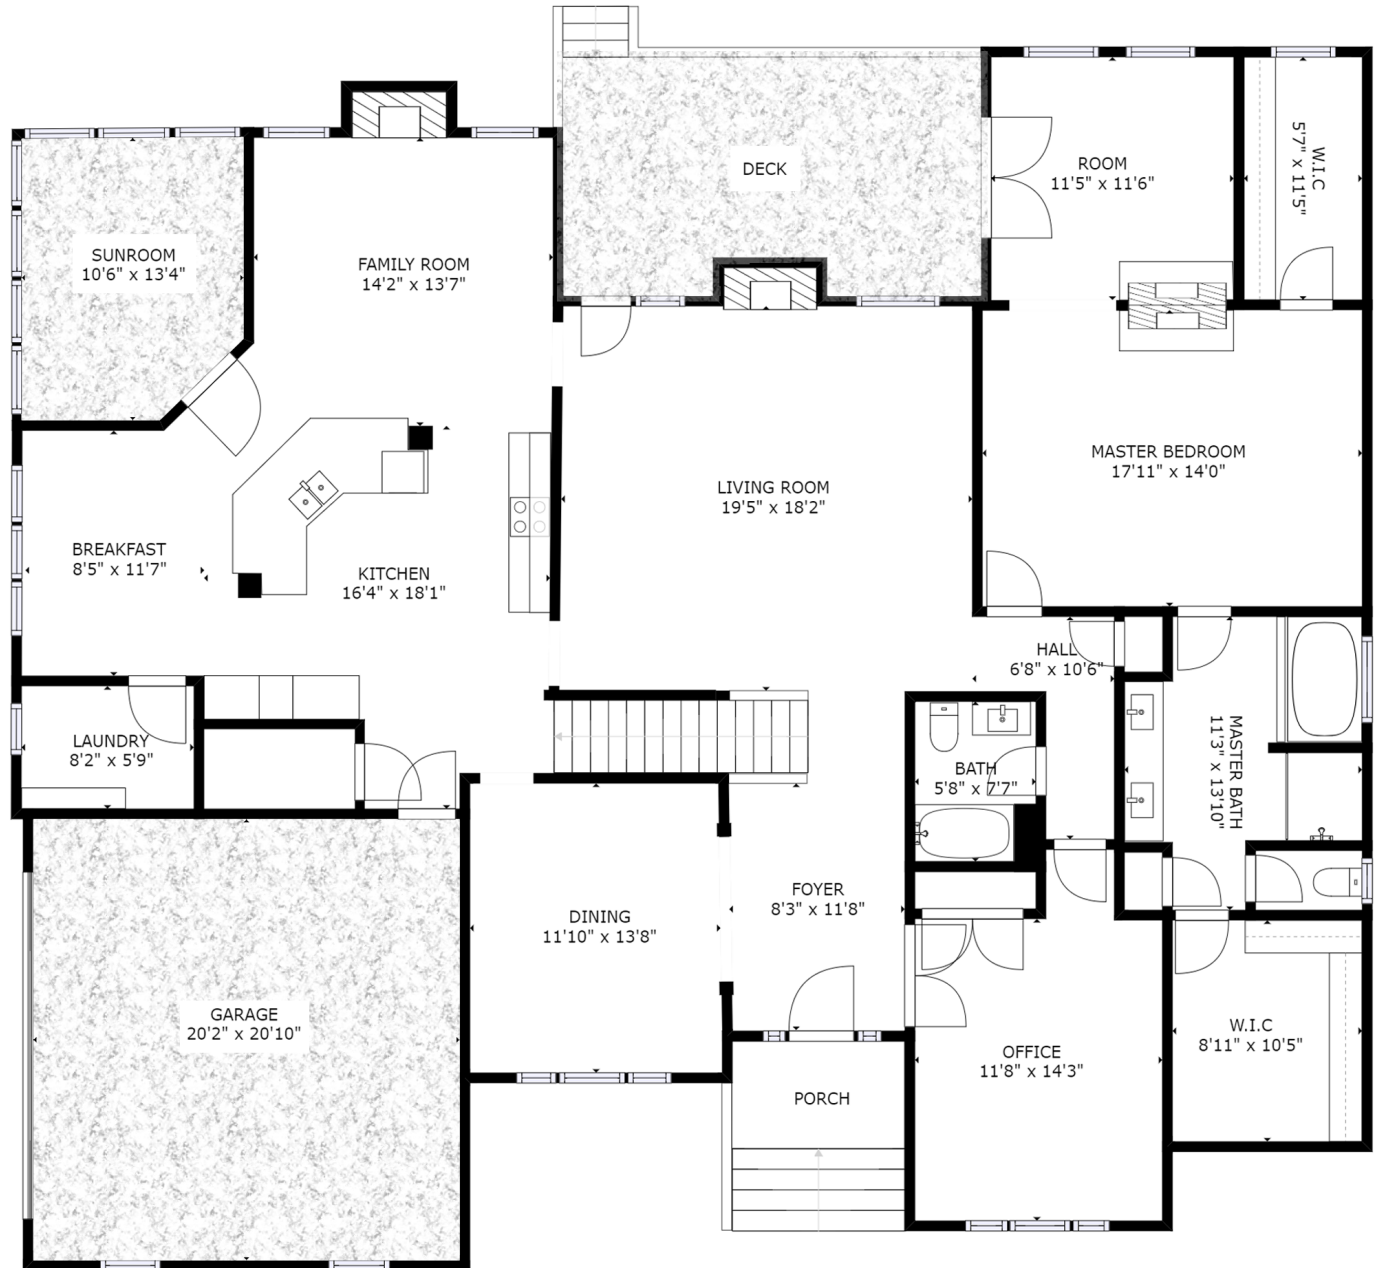 DECK
ROOM
11'5" x 11'6"
W.I.C
5'7" x 11'5"
SUNROOM
10'6" x 13'4"
FAMILY ROOM
14'2" x 13'7"
MASTER BEDROOM
17'11" x 14'0"
LIVING ROOM
19'5" x 18'2"
BREAKFAST
8'5" x 11'7"
KITCHEN
16'4" x 18'1"
HALL
6'8" x 10'6"
LAUNDRY
8'2" x 5'9"
BATH
5'8" x 7'7"
MASTER BATH
11'3" x 13'10"
FOYER
8'3" x 11'8"
DINING
11'10" x 13'8"
GARAGE
20'2" x 20'10"
OFFICE
11'8" x 14'3"
W.I.C
8'11" x 10'5"
PORCH